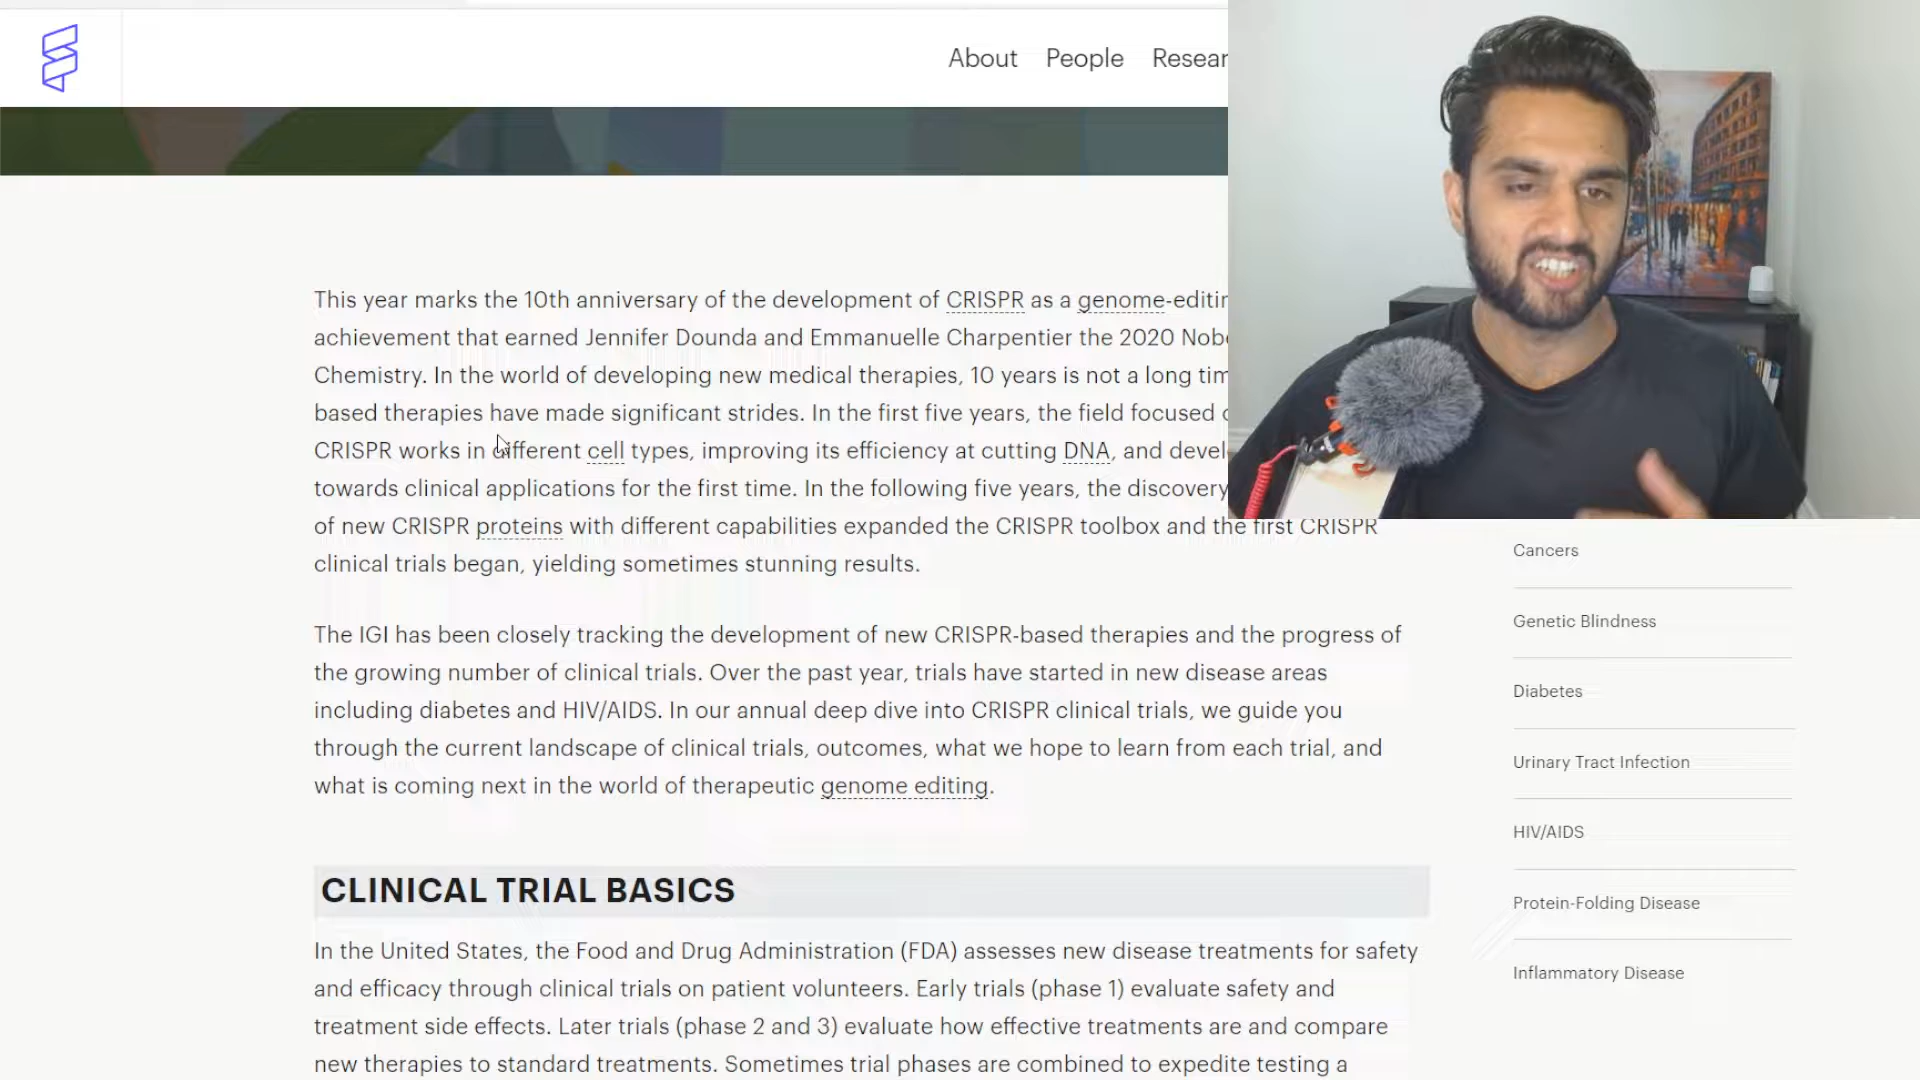 About People Resear
This year marks the 10th anniversary of the development of CRISPR as a genome-editin
achievement that earned Jennifer Dounda and Emmanuelle Charpentier the 2020 Nobe
Chemistry. In the world of developing new medical therapies, 10 years is not a long tim
based therapies have made significant strides. In the first five years, the field focused o
CRISPR works in different cell types, improving its efficiency at cutting DNA, and devel
towards clinical applications for the first time. In the following five years, the discovery
of new CRISPR proteins with different capabilities expanded the CRISPR toolbox and the first CRISPR
clinical trials began, yielding sometimes stunning results.
The IGI has been closely tracking the development of new CRISPR-based therapies and the progress of
the growing number of clinical trials. Over the past year, trials have started in new disease areas
including diabetes and HIV/AIDS. In our annual deep dive into CRISPR clinical trials, we guide you
through the current landscape of clinical trials, outcomes, what we hope to learn from each trial, and
what is coming next in the world of therapeutic genome editing.
CLINICAL TRIAL BASICS
In the United States, the Food and Drug Administration (FDA) assesses new disease treatments for safety
and efficacy through clinical trials on patient volunteers. Early trials (phase 1) evaluate safety and
treatment side effects. Later trials (phase 2 and 3) evaluate how effective treatments are and compare
new therapies to standard treatments. Sometimes trial phases are combined to expedite testing a
Cancers
Genetic Blindness
Diabetes
Urinary Tract Infection
HIV/AIDS
Protein-Folding Disease
Inflammatory Disease